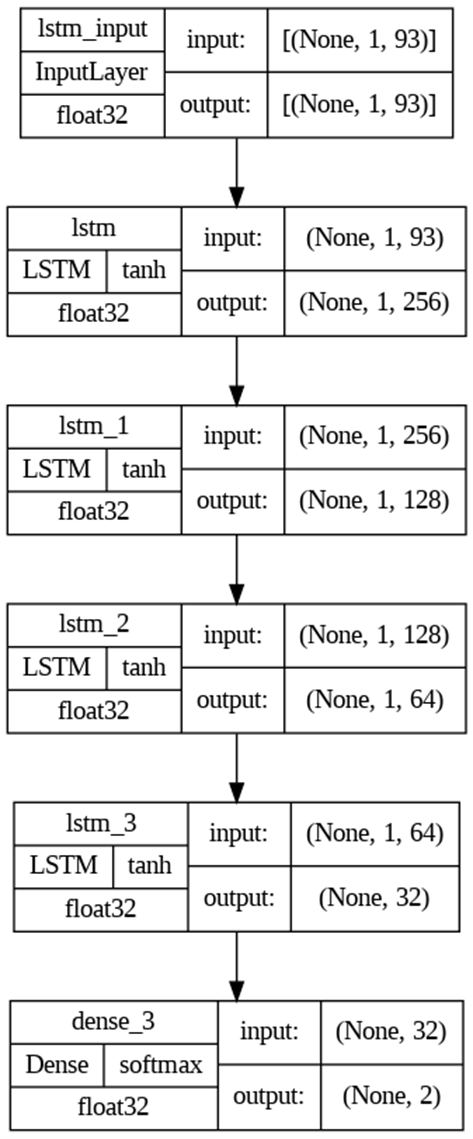 lstm_input
InputLayer
float32
input:
[(None, 1, 93)]
output:
[(None, 1, 93)]
lstm
LSTM tanh
float32
input:
(None, 1, 93)
output:
(None, 1, 256)
lstm_1
LSTM tanh
float32
input:
(None, 1, 256)
output:
(None, 1, 128)
lstm_2
LSTM tanh
float32
input:
(None, 1, 128)
output:
(None, 1, 64)
lstm_3
LSTM tanh
float32
input:
(None, 1, 64)
output:
(None, 32)
dense_3
Dense softmax
float32
input:
(None, 32)
output:
(None, 2)